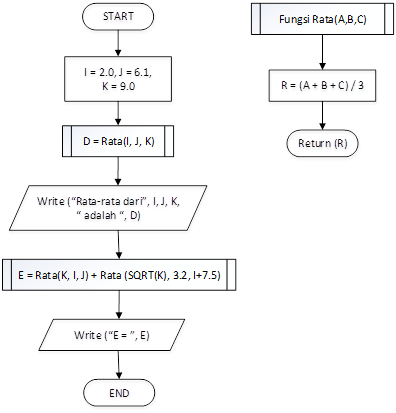 START
I = 2.0, J = 6.1,
K = 9.0
D = Rata(I, J, K)
Write (“Rata-rata dari”, I, J, K,
“ adalah “, D)
E = Rata(K, I, J) + Rata (SQRT(K), 3.2, I+7.5)
Write (“E = ”, E)
END
Fungsi Rata(A,B,C)
R = (A + B + C) / 3
Return (R)